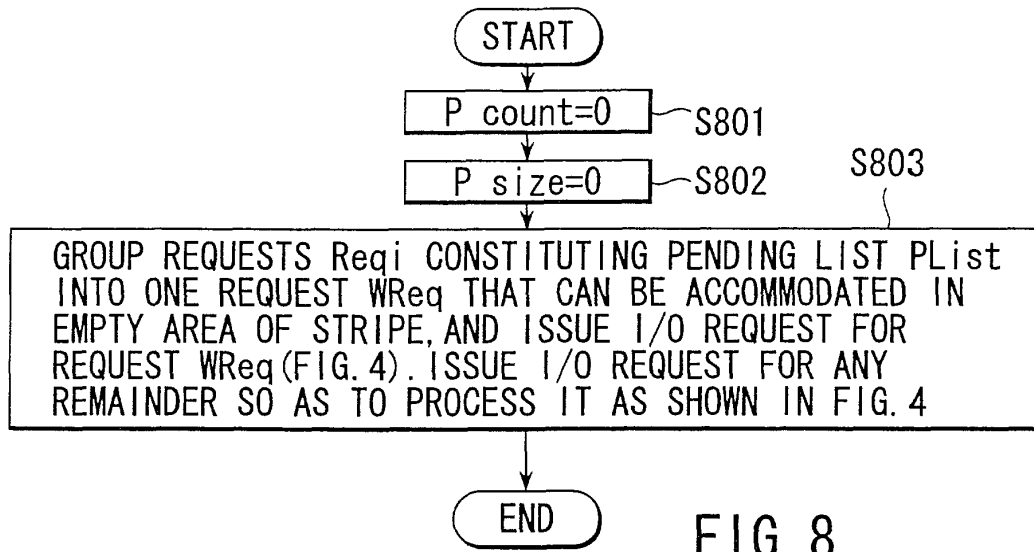 START
P count=0
S801
P size=0
S802
S803
GROUP REQUESTS Reqi CONSTITUTING PENDING LIST PList
INTO ONE REQUEST WReq THAT CAN BE ACCOMMODATED IN
EMPTY AREA OF STRIPE, AND ISSUE I/O REQUEST FOR
REQUEST WReq(FIG. 4). ISSUE I/O REQUEST FOR ANY
REMAINDER SO AS TO PROCESS IT AS SHOWN IN FIG. 4
END
FIG. 8